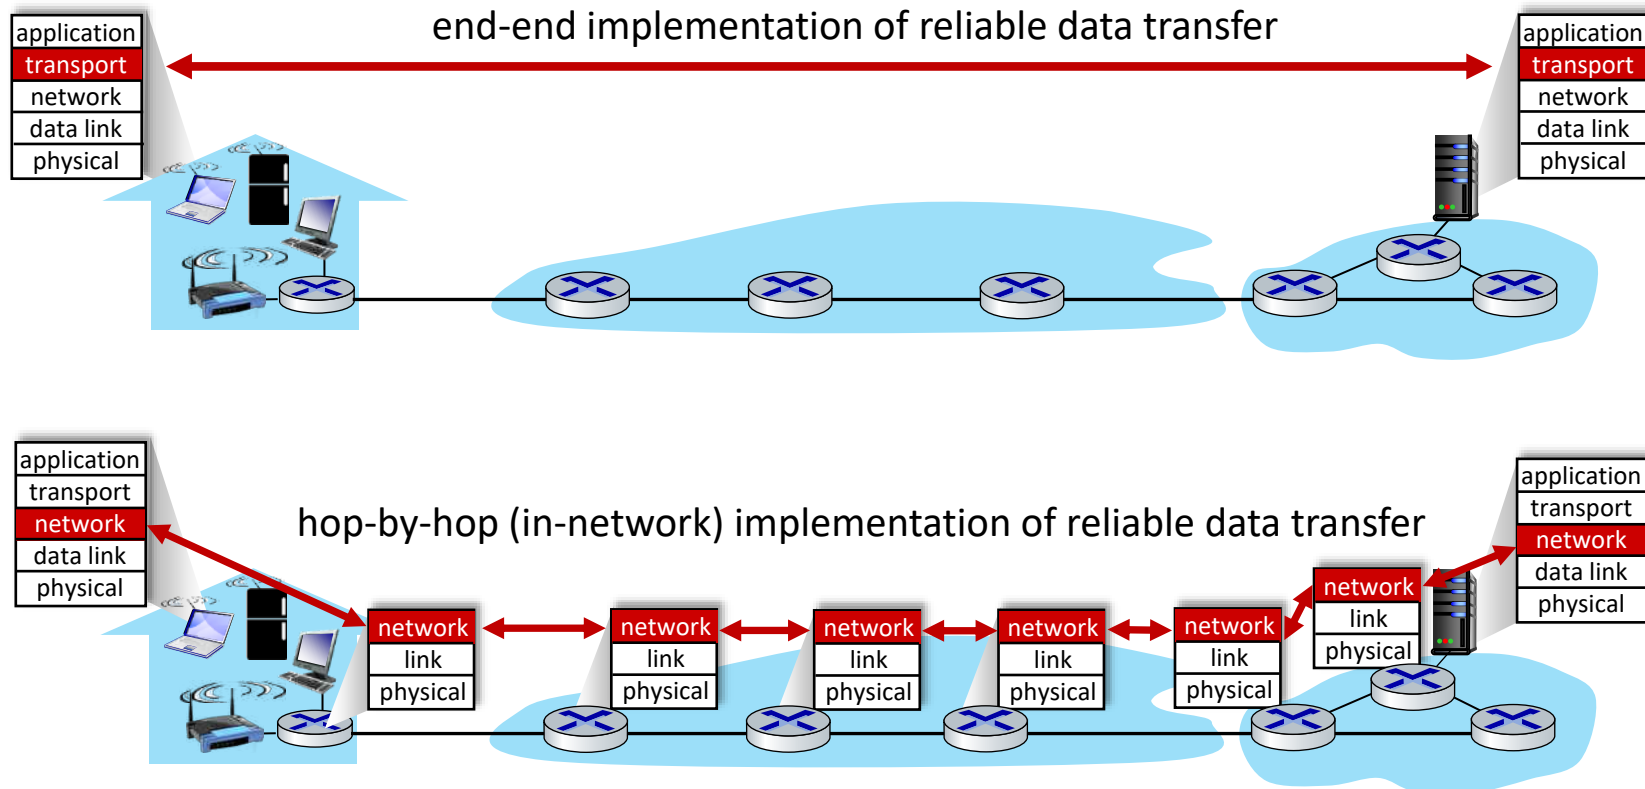 end-end implementation of reliable data transfer
application
transport
network
data link
physical
application
transport
network
data link
physical
hop-by-hop (in-network) implementation of reliable data transfer
application
transport
network
data link
physical
network
link
physical
network
link
physical
network
link
physical
network
link
physical
network
link
physical
network
link
physical
application
transport
network
data link
physical